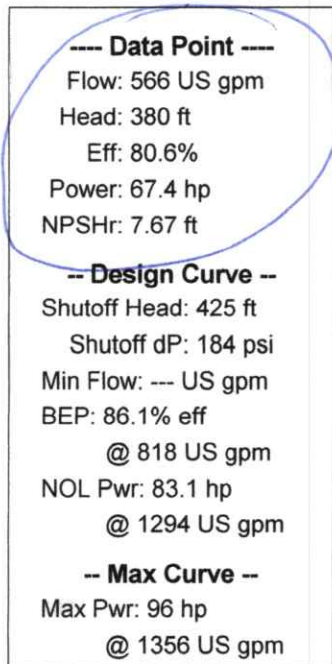 ---- Data Point ----
Flow: 566 US gpm
Head: 380 ft
Eff: 80.6%
Power: 67.4 hp
NPSHr: 7.67 ft
-- Design Curve --
Shutoff Head: 425 ft
Shutoff dP: 184 psi
Min Flow: --- US gpm
BEP: 86.1% eff
@ 818 US gpm
NOL Pwr: 83.1 hp
@ 1294 US gpm
-- Max Curve --
Max Pwr: 96 hp
@ 1356 US gpm